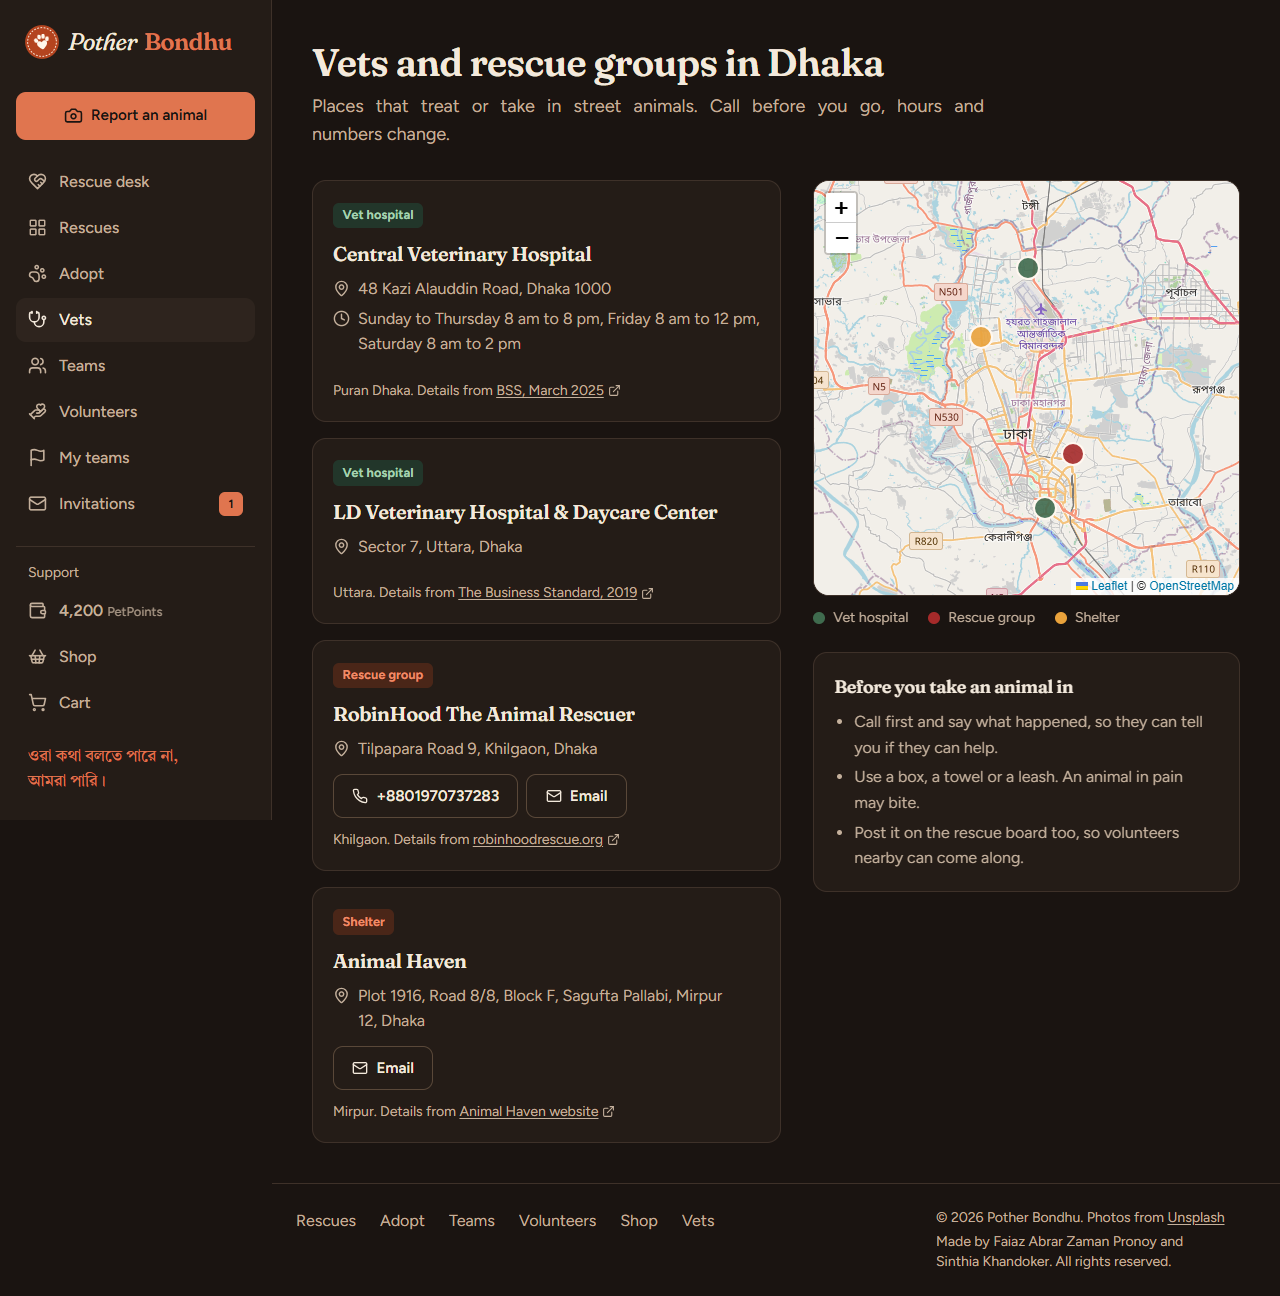 Pother Bondhu
Report an animal
Rescue desk
Rescues
Adopt
Vets
Teams
Volunteers
My teams
Invitations 1
Support
4,200 PetPoints
Shop
Cart
ওরা কথা বলতে পারে না,
আমরা পারি।
Vets and rescue groups in Dhaka
Places that treat or take in street animals. Call before you go, hours and
numbers change.
Vet hospital
Central Veterinary Hospital
48 Kazi Alauddin Road, Dhaka 1000
Sunday to Thursday 8 am to 8 pm, Friday 8 am to 12 pm,
Saturday 8 am to 2 pm
Puran Dhaka. Details from BSS, March 2025
Vet hospital
LD Veterinary Hospital & Daycare Center
Sector 7, Uttara, Dhaka
Uttara. Details from The Business Standard, 2019
Rescue group
RobinHood The Animal Rescuer
Tilpapara Road 9, Khilgaon, Dhaka
+8801970737283
Email
Khilgaon. Details from robinhoodrescue.org
Shelter
Animal Haven
Plot 1916, Road 8/8, Block F, Sagufta Pallabi, Mirpur
12, Dhaka
Email
Mirpur. Details from Animal Haven website
+
−
টঙ্গী
ভার উপজেলা
N501
পূর্বাচল
সাভার
হযরত শাহজালাল
আন্তর্জাতিক
বিমানবন্দর
ঢাকা জেলা
04
N5
রূপগঞ্জ
ঢাকা মহানগর
N530
ঢাকা
তারাবো
কেরানীগঞ্জ
R820
R110
Leaflet | © OpenStreetMap
Vet hospital
Rescue group
Shelter
Before you take an animal in
• Call first and say what happened, so they can tell
you if they can help.
• Use a box, a towel or a leash. An animal in pain
may bite.
• Post it on the rescue board too, so volunteers
nearby can come along.
Rescues Adopt Teams Volunteers Shop Vets
© 2026 Pother Bondhu. Photos from Unsplash
Made by Faiaz Abrar Zaman Pronoy and
Sinthia Khandoker. All rights reserved.